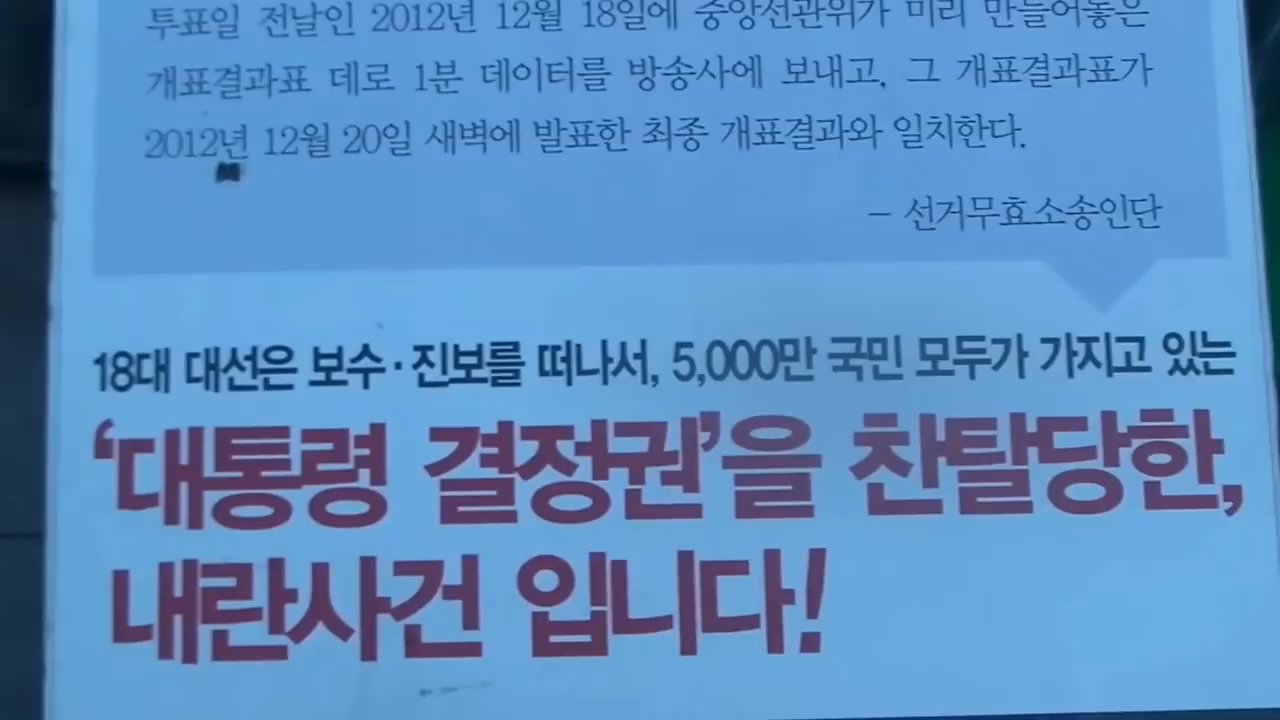 투표일 전날인 2012년 12월 18일에 중앙선관위가 미리 만들어놓은
개표결과표 데로 1분 데이터를 방송사에 보내고, 그 개표결과표가
2012년 12월 20일 새벽에 발표한 최종 개표결과와 일치한다.
– 선거무효소송인단
18대 대선은 보수·진보를 떠나서, 5,000만 국민 모두가 가지고 있는
‘대통령 결정권’을 찬탈당한,
내란사건 입니다!